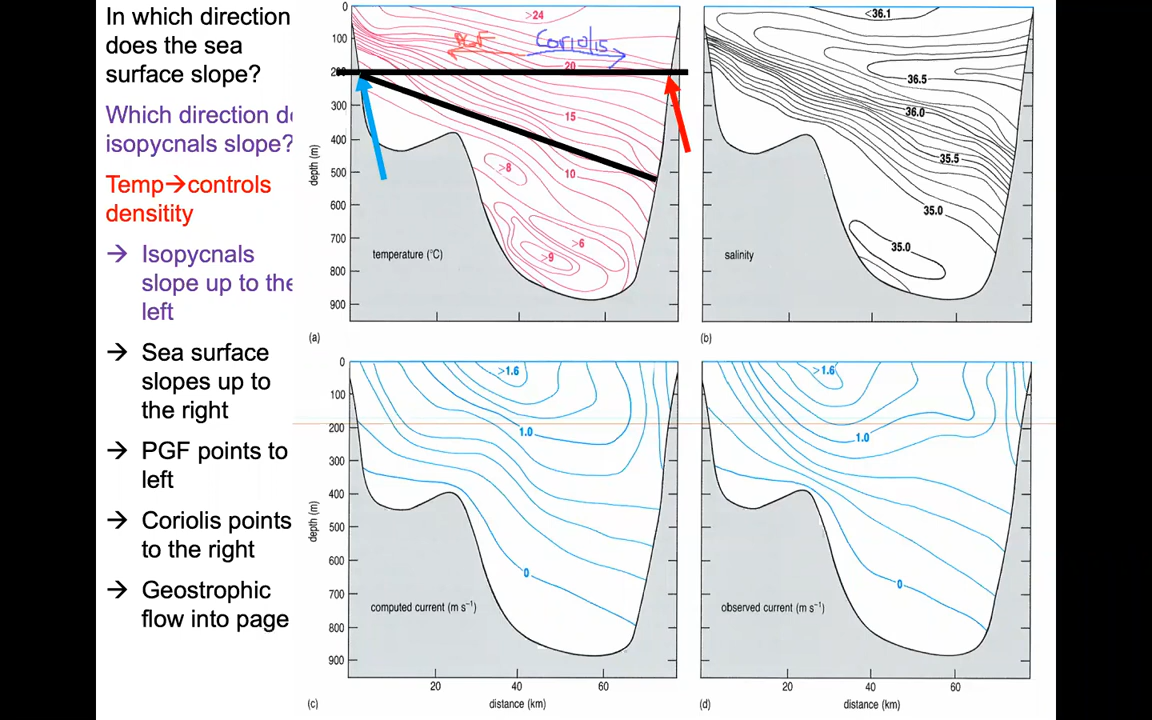 In which direction
does the sea
surface slope?
Which direction do
isopycnals slope?
Temp→controls
densitity
→ Isopycnals
slope up to the
left
→ Sea surface
slopes up to
the right
→ PGF points to
left
→ Coriolis points
to the right
→ Geostrophic
flow into page
0
100
200
300
400
500
600
700
800
900
depth (m)
>24
PGF
Coriolis
20
15
10
>8
>6
>9
temperature (°C)
(a)
<36.1
36.5
36.0
35.5
35.0
35.0
salinity
(b)
0
100
200
300
400
500
600
700
800
900
depth (m)
>1.6
1.0
0
computed current (m s⁻¹)
20 40 60
(c) distance (km)
>1.6
1.0
0
observed current (m s⁻¹)
20 40 60
(d) distance (km)